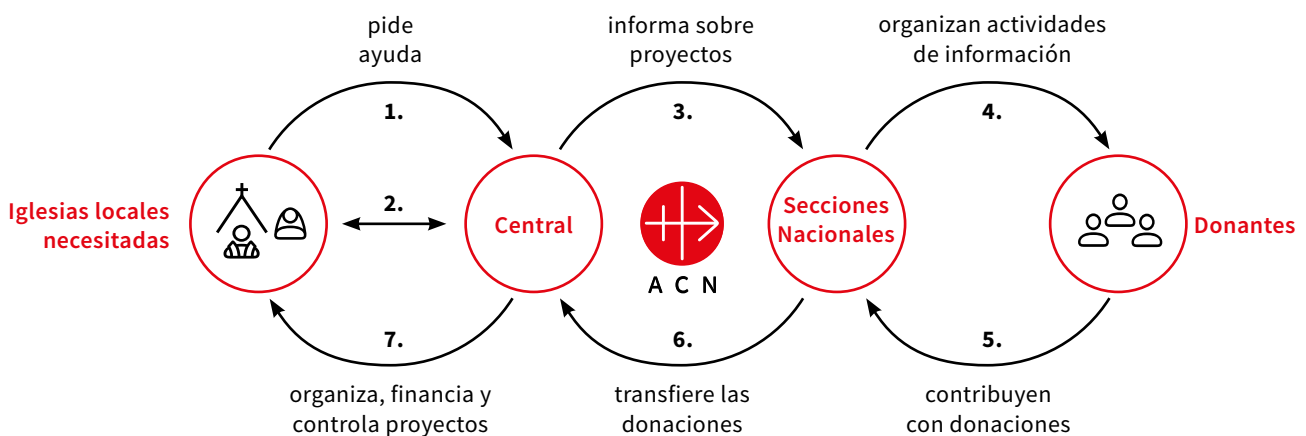 pide
ayuda
informa sobre
proyectos
organizan actividades
de información
1.
3.
4.
Iglesias locales
necesitadas
2.
Central
A C N
Secciones
Nacionales
Donantes
7.
6.
5.
organiza, financia y
controla proyectos
transfiere las
donaciones
contribuyen
con donaciones